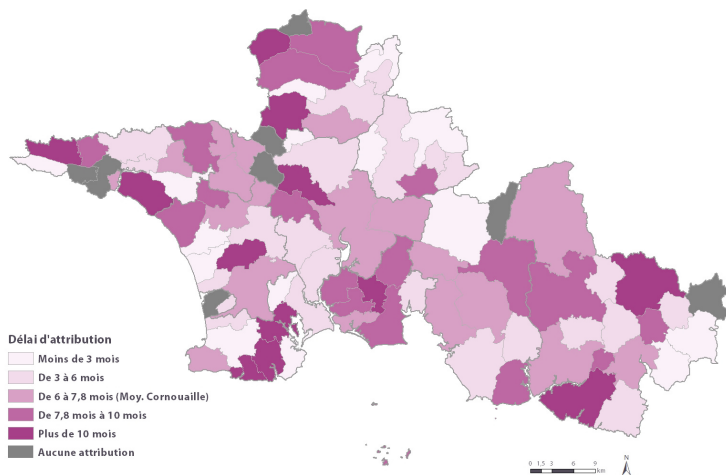 Délai d'attribution
Moins de 3 mois
De 3 à 6 mois
De 6 à 7,8 mois (Moy. Cornouaille)
De 7,8 mois à 10 mois
Plus de 10 mois
Aucune attribution
0 1,5 3 6 9
km
N